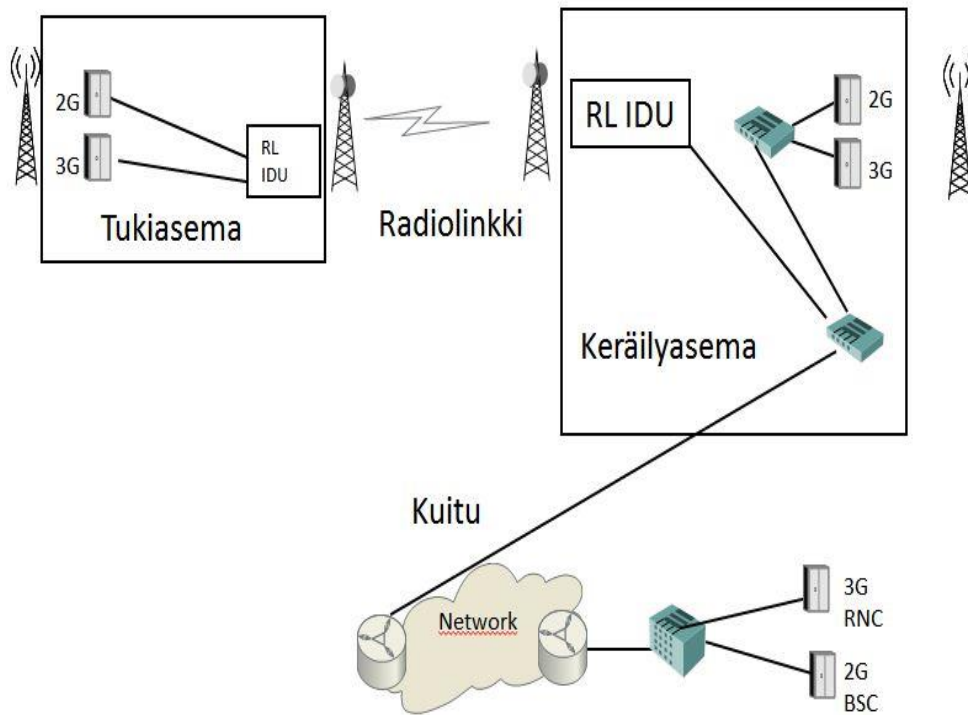 2G
3G
RL
IDU
Tukiasema
Radiolinkki
RL IDU
2G
3G
Keräilyasema
Kuitu
Network
3G
RNC
2G
BSC